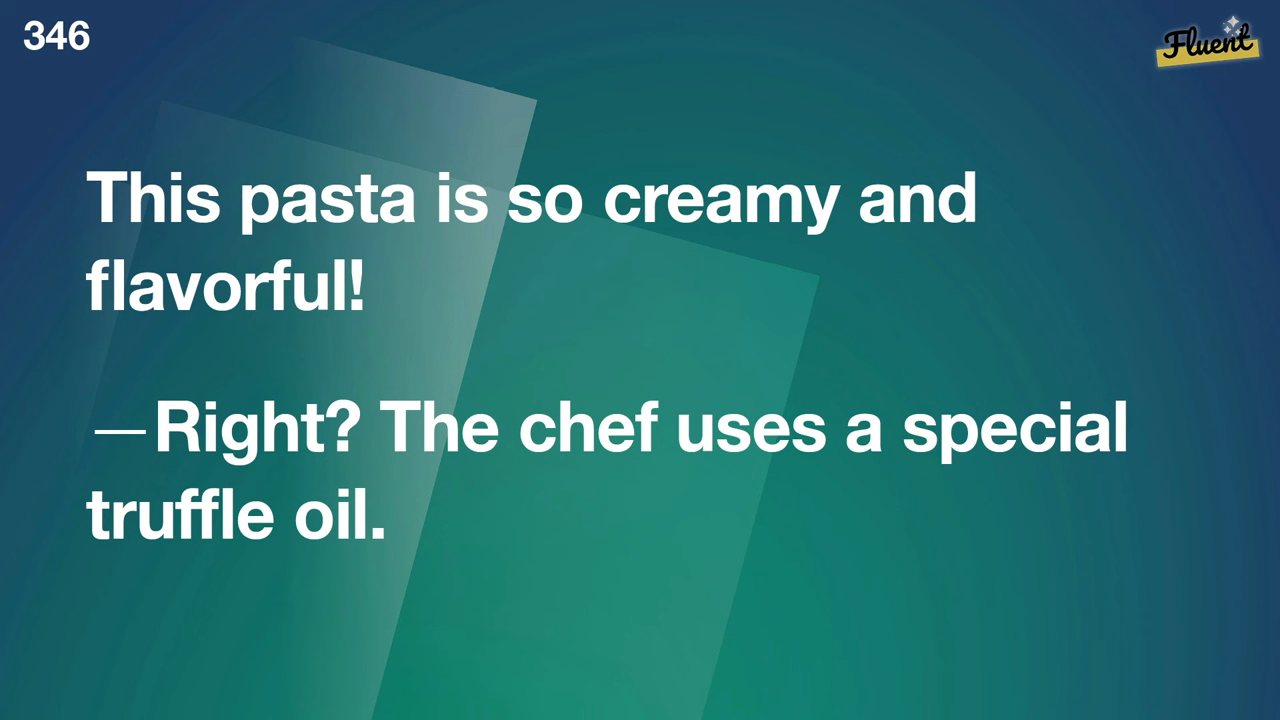 346
Fluent
This pasta is so creamy and
flavorful!
—Right? The chef uses a special
truffle oil.